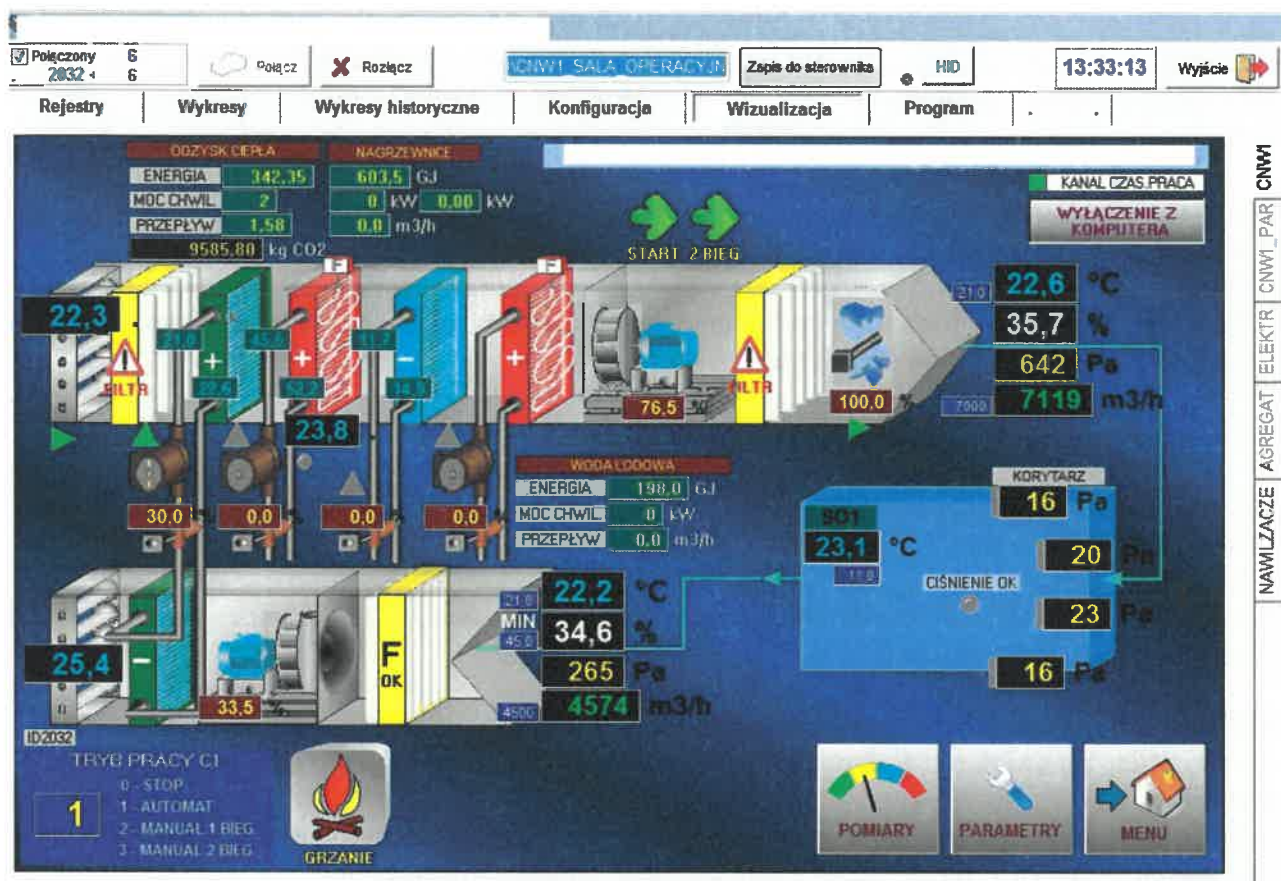 Połączony 6
2032 6
Połącz
Rozłącz
CNW1 SALA OPERACYJN
Zapis do sterownika
HID
13:33:13
Wyjście
Rejestry
Wykresy
Wykresy historyczne
Konfiguracja
Wizualizacja
Program
ODZYSK CIEPŁA
NAGRZEWNICE
ENERGIA 342,35
603,5 GJ
MOC CHWIL 2
0 kW 0,00 kW
PRZEPŁYW 1,58
0,0 m3/h
9585,80 kg CO2
START 2 BIEG
KANAŁ CZAS.PRACA
WYŁĄCZENIE Z
KOMPUTERA
CNW1
CNW1_PAR
ELEKTR
AGREGAT
NAWILZACZE
F
F
22,3
FILTR
+
+
-
+
FILTR
21,0 22,6 °C
35,7 %
642 Pa
7000 7119 m3/h
76,5 %
100,0 %
23,8
30,0
0,0
0,0
0,0
WODA LODOWA
ENERGIA 198,0 GJ
MOC CHWIL 0 kW
PRZEPŁYW 0,0 m3/h
KORYTARZ
16 Pa
SO1
23,1 °C
20 Pa
CIŚNIENIE OK
23 Pa
16 Pa
25,4
-
33,5 %
F
OK
21,0 22,2 °C
MIN
45,0 34,6 %
265 Pa
4500 4574 m3/h
ID2032
TRYB PRACY C1
0 - STOP
1
1 - AUTOMAT
2 - MANUAL 1 BIEG
3 - MANUAL 2 BIEG
GRZANIE
POMIARY
PARAMETRY
MENU